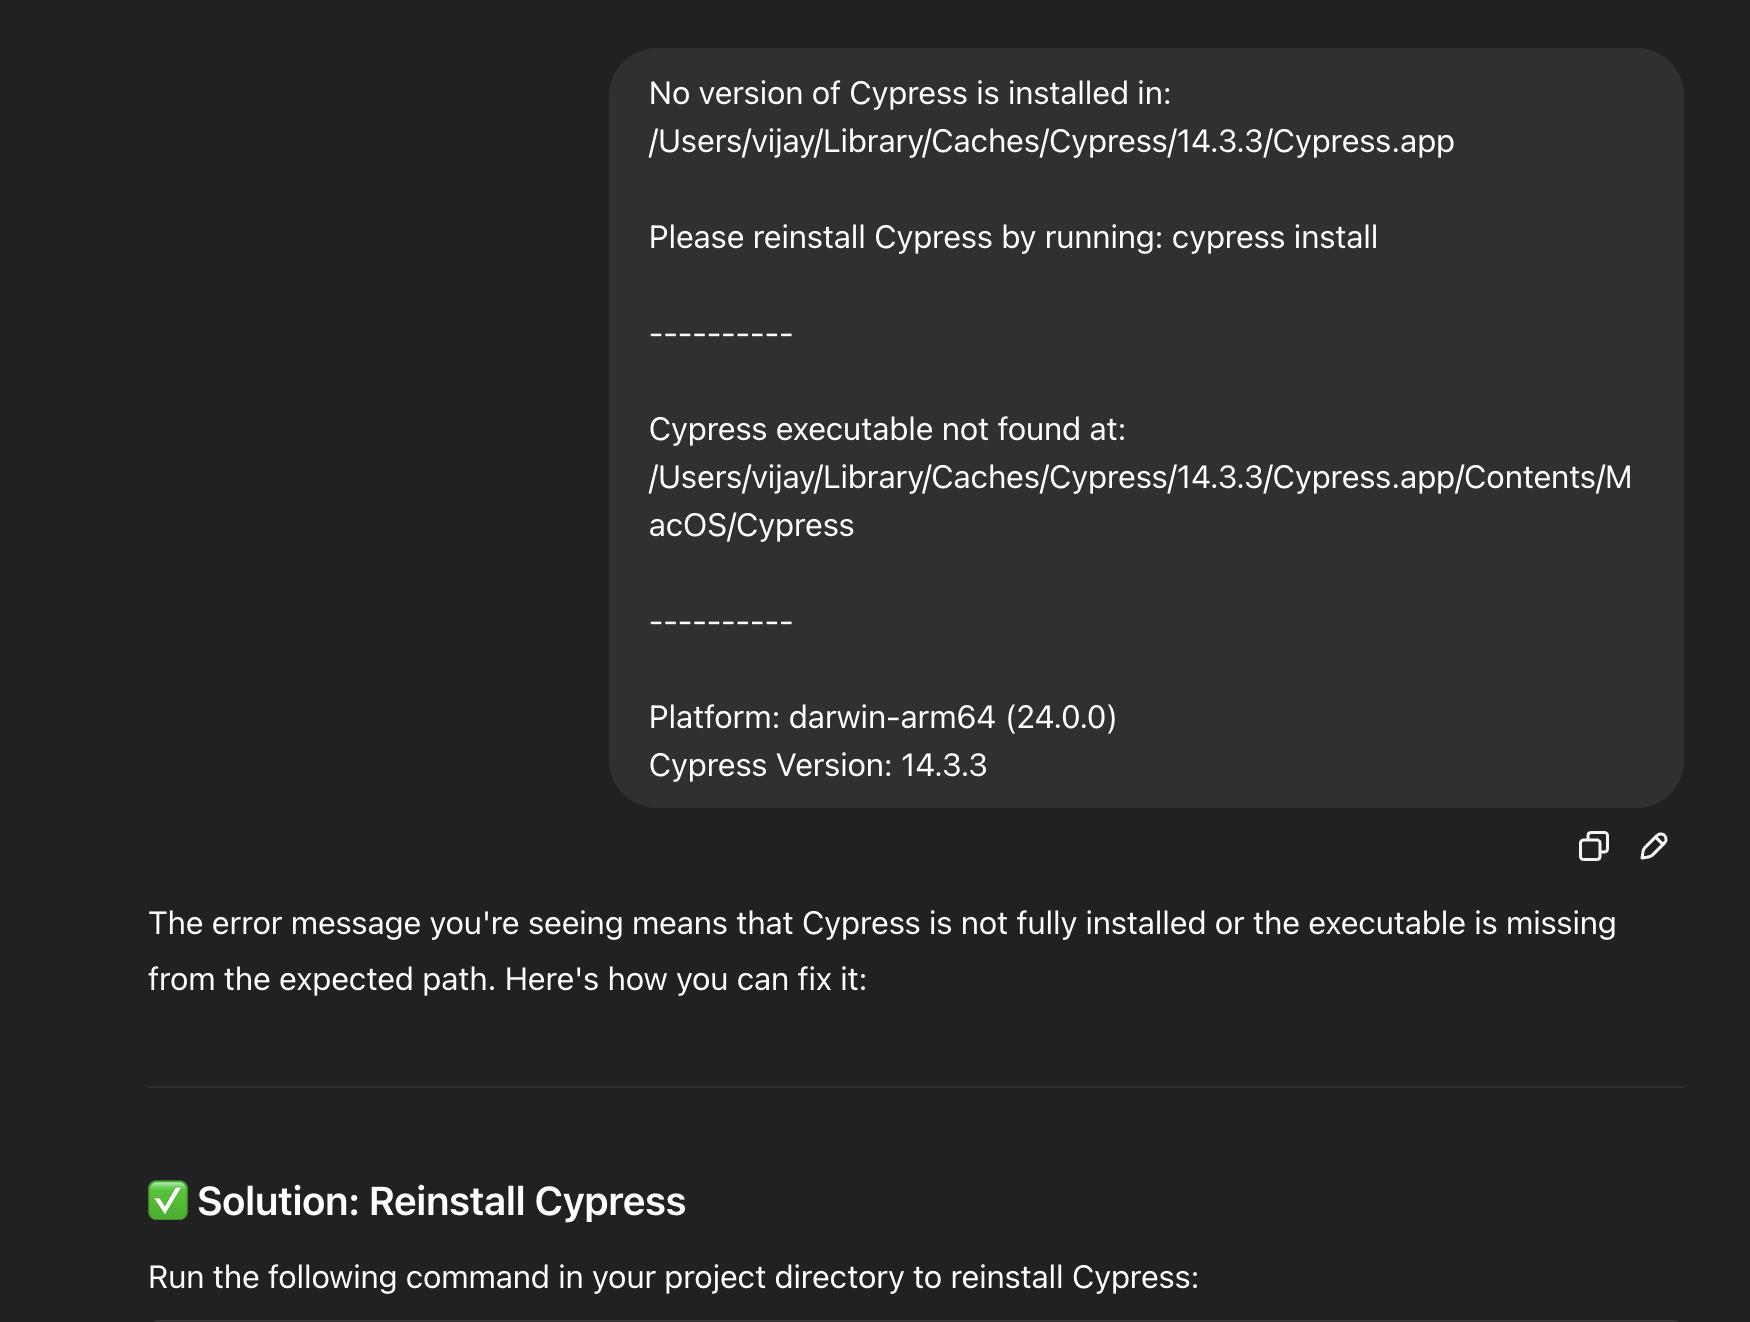 No version of Cypress is installed in:
/Users/vijay/Library/Caches/Cypress/14.3.3/Cypress.app
Please reinstall Cypress by running: cypress install
----------
Cypress executable not found at:
/Users/vijay/Library/Caches/Cypress/14.3.3/Cypress.app/Contents/M
acOS/Cypress
----------
Platform: darwin-arm64 (24.0.0)
Cypress Version: 14.3.3
The error message you're seeing means that Cypress is not fully installed or the executable is missing
from the expected path. Here's how you can fix it:
✅ Solution: Reinstall Cypress
Run the following command in your project directory to reinstall Cypress: